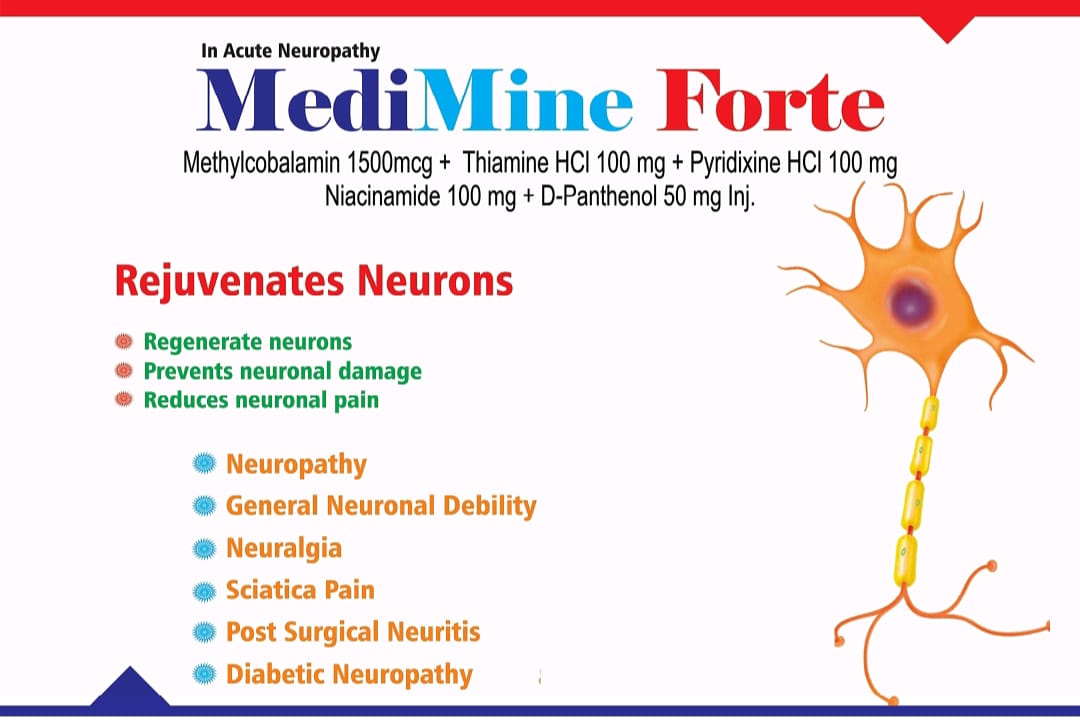 In Acute Neuropathy
MediMine Forte
Methylcobalamin 1500mcg + Thiamine HCl 100 mg + Pyridixine HCl 100 mg
Niacinamide 100 mg + D-Panthenol 50 mg Inj.
Rejuvenates Neurons
Regenerate neurons
Prevents neuronal damage
Reduces neuronal pain
Neuropathy
General Neuronal Debility
Neuralgia
Sciatica Pain
Post Surgical Neuritis
Diabetic Neuropathy